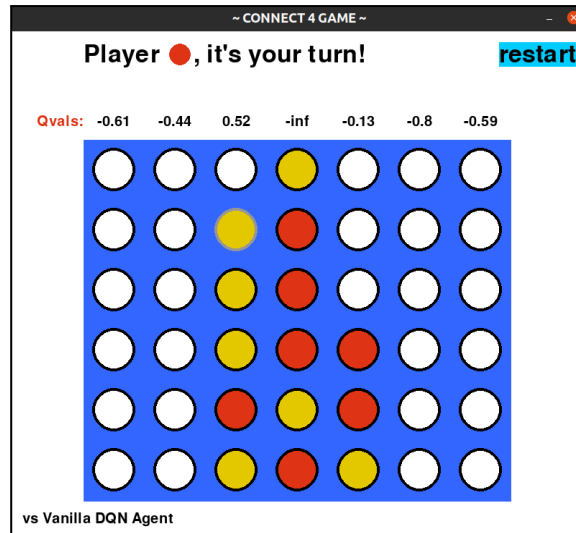 ~ CONNECT 4 GAME ~
Player , it's your turn!
restart
Qvals: -0.61 -0.44 0.52 -inf -0.13 -0.8 -0.59
vs Vanilla DQN Agent